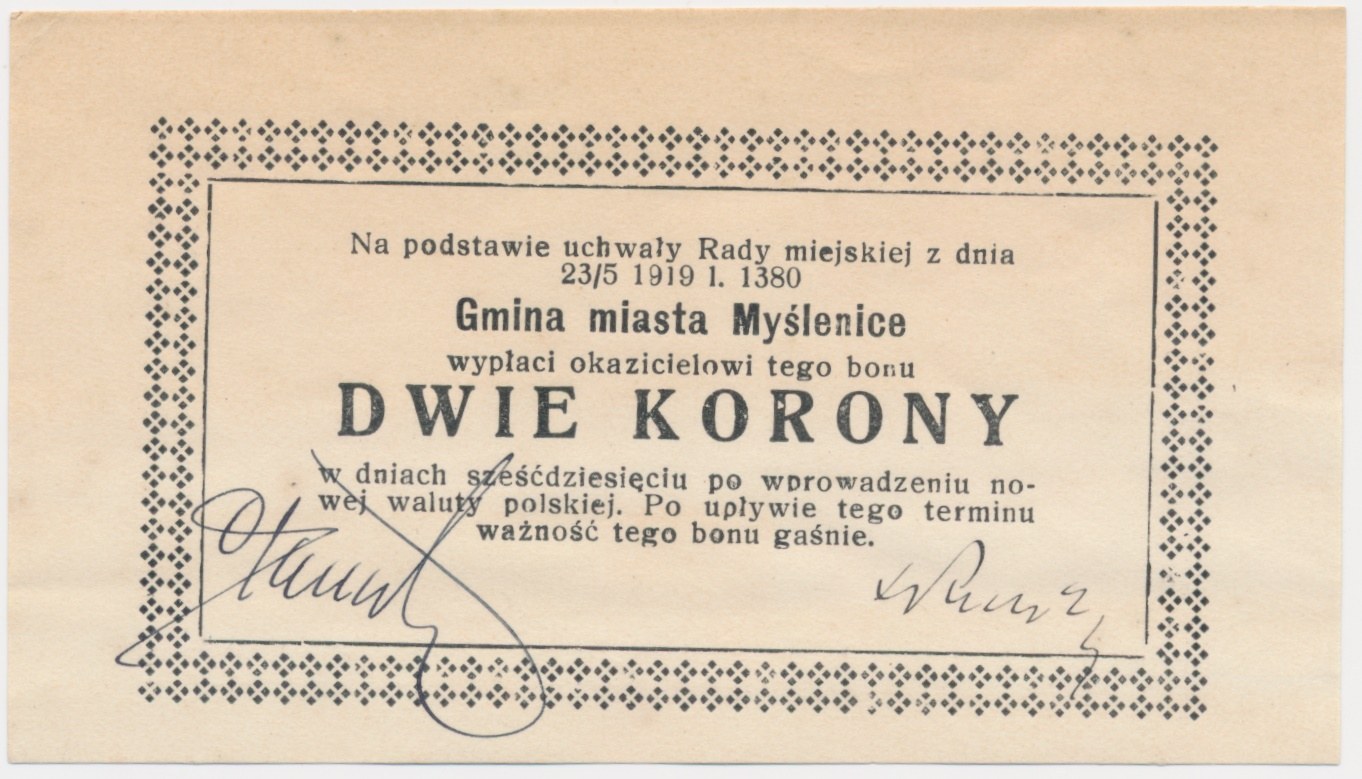 Na podstawie uchwały Rady miejskiej z dnia
23/5 1919 l. 1380
Gmina miasta Myślenice
wypłaci okazicielowi tego bonu
DWIE KORONY
w dniach sześćdziesięciu po wprowadzeniu no-
wej waluty polskiej. Po upływie tego terminu
ważność tego bonu gaśnie.